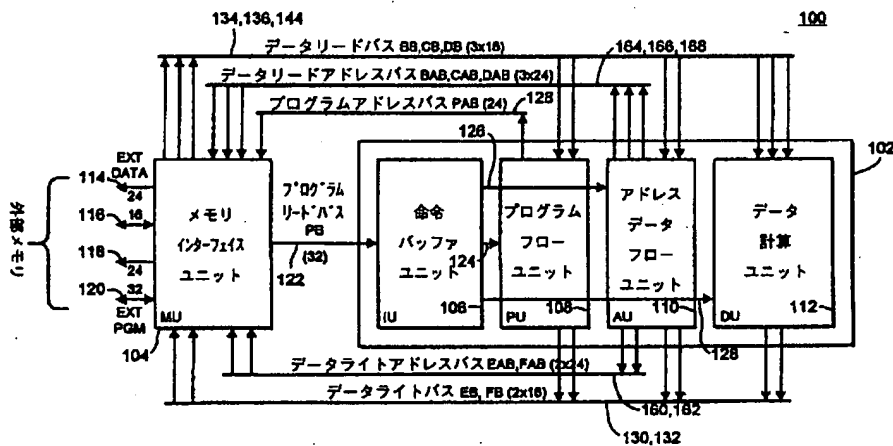 100
134,136,144
データリードバス BB,CB,DB (3x16)
164,166,168
データリードアドレスバス BAB,CAB,DAB (3x24)
プログラムアドレスバス PAB (24)
128
126
102
外部メモリ
EXT
DATA
114
24
116
16
118
24
120
32
EXT
PGM
メモリ
インターフェイス
ユニット
MU
104
プログラム
リードバス
PB
(32)
122
命令
バッファ
ユニット
IU
106
124
プログラム
フロー
ユニット
PU
108
アドレス
データ
フロー
ユニット
AU
110
データ
計算
ユニット
DU
112
128
データライトアドレスバス EAB,FAB (2x24)
データライトバス EB, FB (2x16)
160,162
130,132